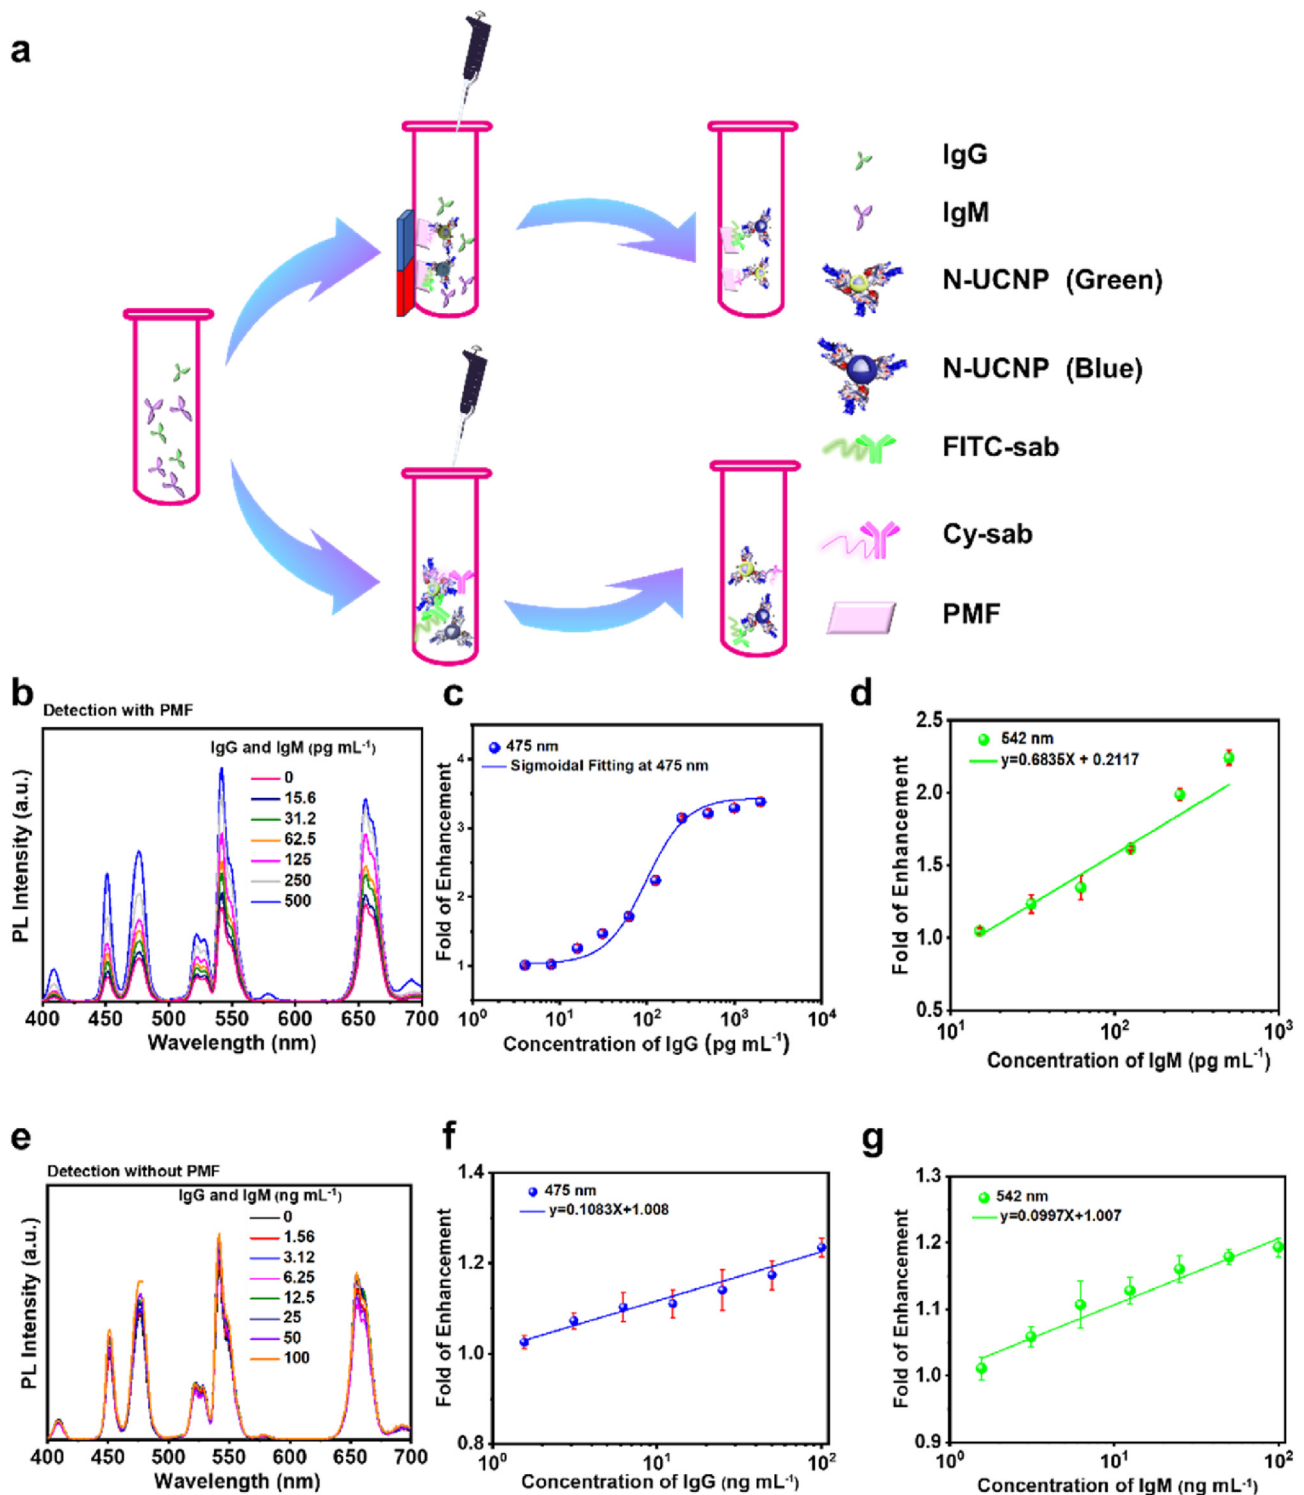 a
IgG
IgM
N-UCNP (Green)
N-UCNP (Blue)
FITC-sab
Cy-sab
PMF
b
Detection with PMF
IgG and IgM (pg mL⁻¹)
0
15.6
31.2
62.5
125
250
500
PL Intensity (a.u.)
400 450 500 550 600 650 700
Wavelength (nm)
c
475 nm
Sigmoidal Fitting at 475 nm
Fold of Enhancement
4
3
2
1
10⁰ 10¹ 10² 10³ 10⁴
Concentration of IgG (pg mL⁻¹)
d
542 nm
y=0.6835X + 0.2117
Fold of Enhancement
2.5
2.0
1.5
1.0
0.5
10¹ 10² 10³
Concentration of IgM (pg mL⁻¹)
e
Detection without PMF
IgG and IgM (ng mL⁻¹)
0
1.56
3.12
6.25
12.5
25
50
100
PL Intensity (a.u.)
400 450 500 550 600 650 700
Wavelength (nm)
f
475 nm
y=0.1083X+1.008
Fold of Enhancement
1.4
1.2
1.0
0.8
10⁰ 10¹ 10²
Concentration of IgG (ng mL⁻¹)
g
542 nm
y=0.0997X+1.007
Fold of Enhancement
1.3
1.2
1.1
1.0
0.9
10⁰ 10¹ 10²
Concentration of IgM (ng mL⁻¹)